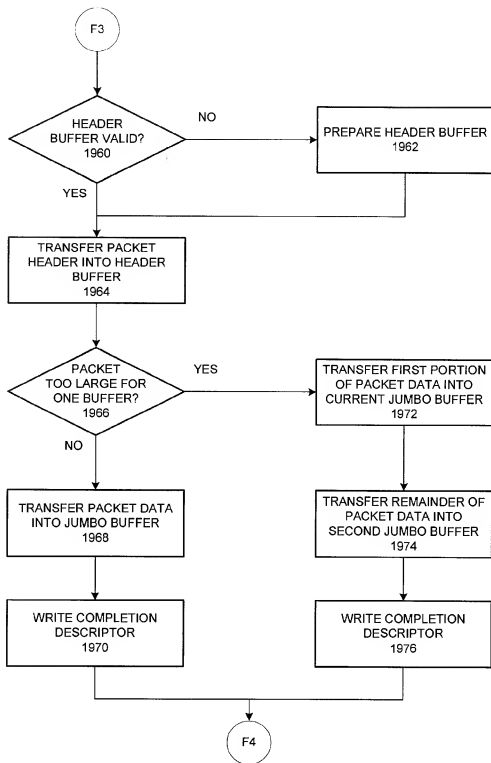 F3
HEADER
BUFFER VALID?
1960
NO
YES
PREPARE HEADER BUFFER
1962
TRANSFER PACKET
HEADER INTO HEADER
BUFFER
1964
PACKET
TOO LARGE FOR
ONE BUFFER?
1966
YES
NO
TRANSFER FIRST PORTION
OF PACKET DATA INTO
CURRENT JUMBO BUFFER
1972
TRANSFER PACKET DATA
INTO JUMBO BUFFER
1968
TRANSFER REMAINDER OF
PACKET DATA INTO
SECOND JUMBO BUFFER
1974
WRITE COMPLETION
DESCRIPTOR
1970
WRITE COMPLETION
DESCRIPTOR
1976
F4